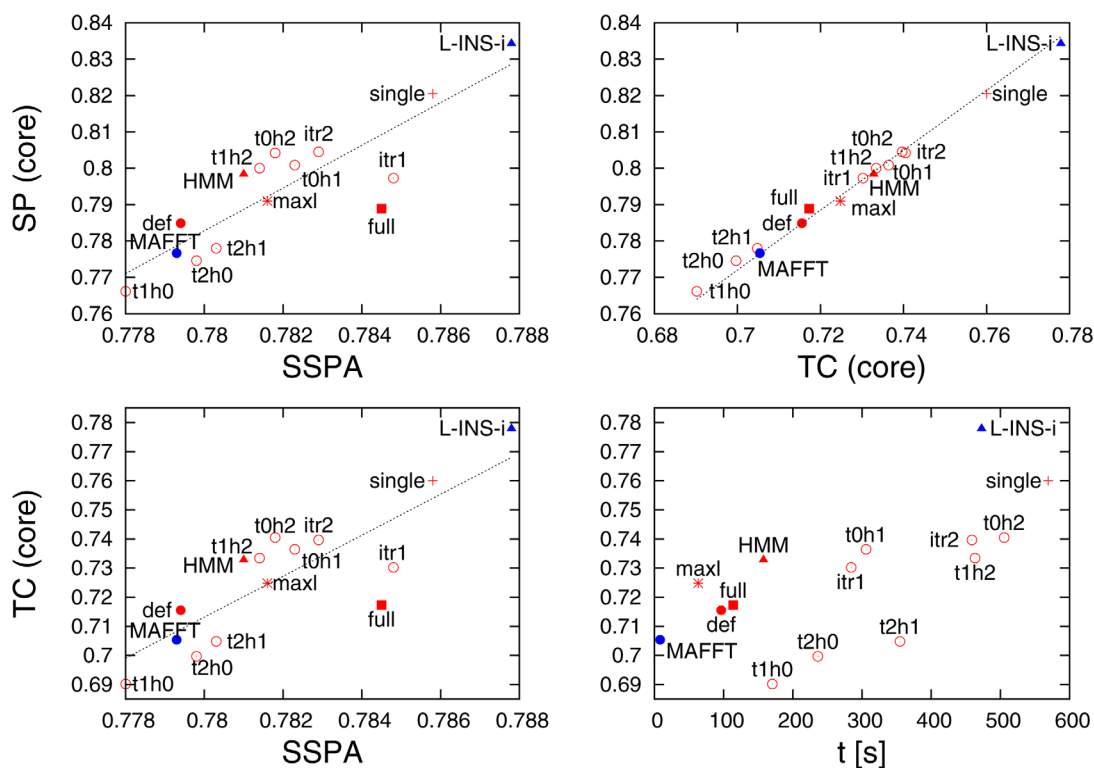 0.84
0.83
0.82
0.81
0.8
0.79
0.78
0.77
0.76
SP (core)
L-INS-i
single
t0h2
itr2
t1h2
itr1
HMM
t0h1
maxl
def
full
MAFFT
t2h1
t2h0
t1h0
0.778
0.78
0.782
0.784
0.786
0.788
SSPA
0.84
0.83
0.82
0.81
0.8
0.79
0.78
0.77
0.76
L-INS-i
single
t0h2
itr2
t1h2
t0h1
itr1
HMM
full
maxl
def
t2h1
MAFFT
t2h0
t1h0
0.68
0.7
0.72
0.74
0.76
0.78
TC (core)
0.78
0.77
0.76
0.75
0.74
0.73
0.72
0.71
0.7
0.69
TC (core)
L-INS-i
single
t0h2
itr2
t1h2
t0h1
itr1
HMM
maxl
def
full
MAFFT
t2h1
t2h0
t1h0
0.778
0.78
0.782
0.784
0.786
0.788
SSPA
0.78
0.77
0.76
0.75
0.74
0.73
0.72
0.71
0.7
0.69
L-INS-i
single
t0h2
itr2
t0h1
HMM
t1h2
itr1
maxl
full
def
MAFFT
t2h1
t2h0
t1h0
0
100
200
300
400
500
600
t [s]